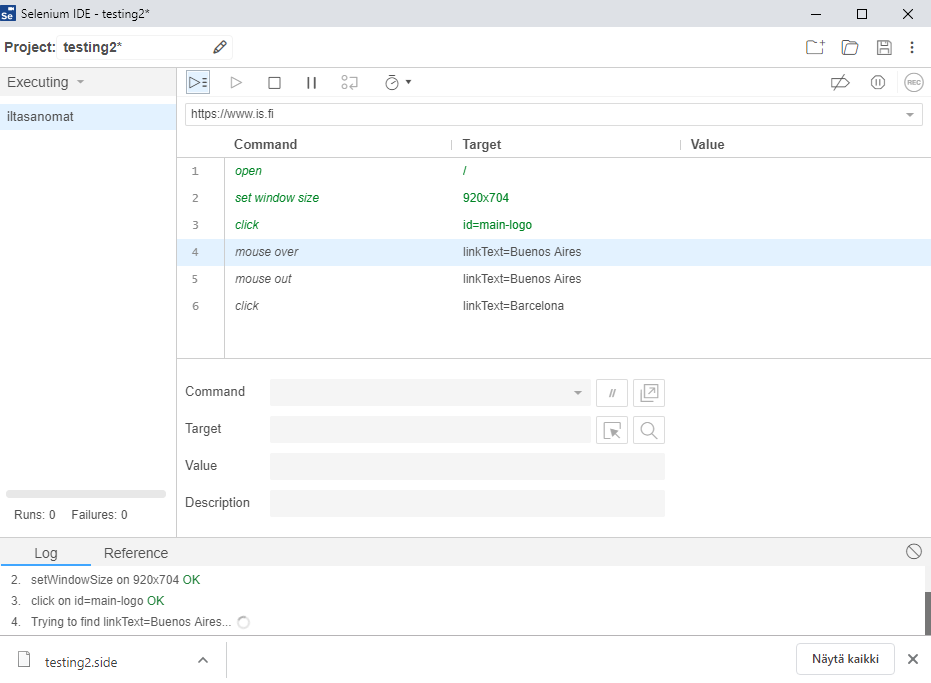 Selenium IDE - testing2*
Project: testing2*
Executing
iltasanomat
https://www.is.fi
Command Target Value
1 open /
2 set window size 920x704
3 click id=main-logo
4 mouse over linkText=Buenos Aires
5 mouse out linkText=Buenos Aires
6 click linkText=Barcelona
Command //
Target
Value
Description
Runs: 0 Failures: 0
Log Reference
2. setWindowSize on 920x704 OK
3. click on id=main-logo OK
4. Trying to find linkText=Buenos Aires...
testing2.side
Näytä kaikki
REC
Se